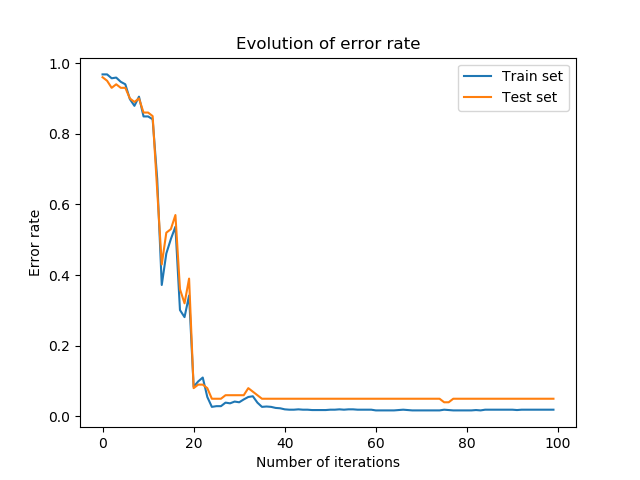 Evolution of error rate
Train set
Test set
1.0
0.8
0.6
0.4
0.2
0.0
Error rate
0 20 40 60 80 100
Number of iterations